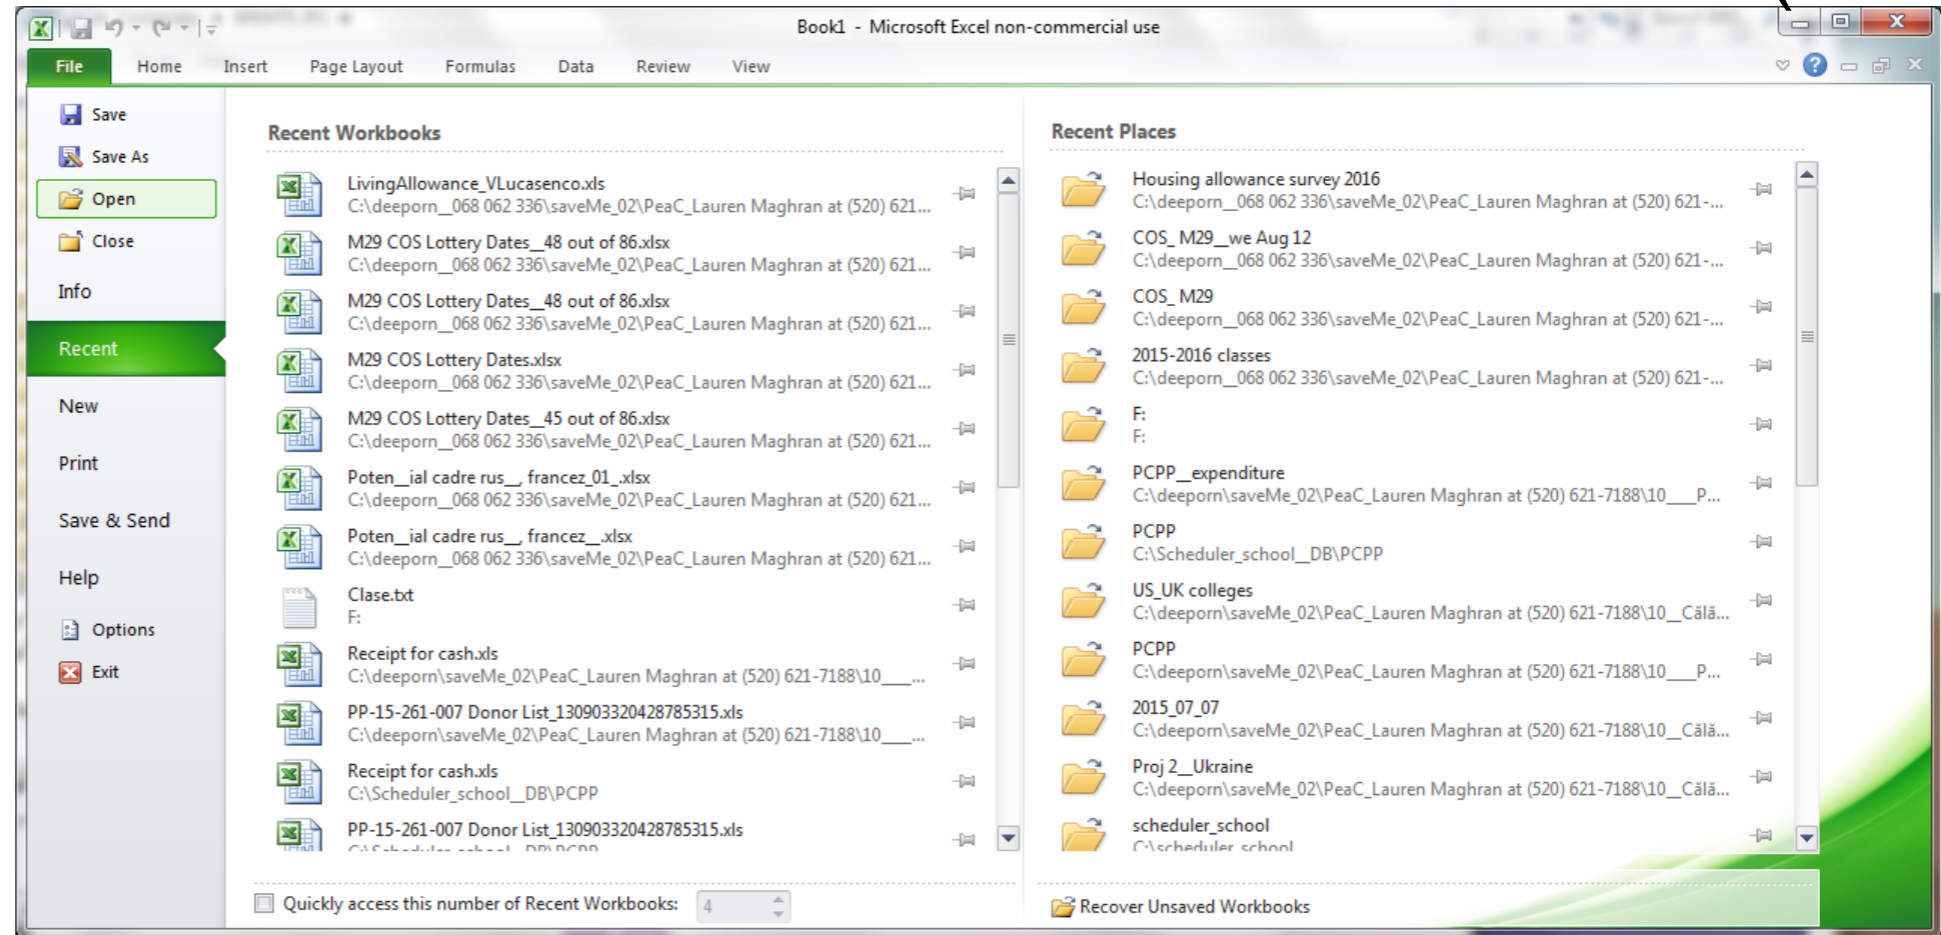 Book1 - Microsoft Excel non-commercial use
File Home Insert Page Layout Formulas Data Review View
Save
Save As
Open
Close
Info
Recent
New
Print
Save & Send
Help
Options
Exit
Recent Workbooks
LivingAllowance_VLucasenco.xls
C:\deeporn__068 062 336\saveMe_02\PeaC_Lauren Maghran at (520) 621...
M29 COS Lottery Dates__48 out of 86.xlsx
C:\deeporn__068 062 336\saveMe_02\PeaC_Lauren Maghran at (520) 621...
M29 COS Lottery Dates__48 out of 86.xlsx
C:\deeporn__068 062 336\saveMe_02\PeaC_Lauren Maghran at (520) 621...
M29 COS Lottery Dates.xlsx
C:\deeporn__068 062 336\saveMe_02\PeaC_Lauren Maghran at (520) 621...
M29 COS Lottery Dates__45 out of 86.xlsx
C:\deeporn__068 062 336\saveMe_02\PeaC_Lauren Maghran at (520) 621...
Poten__ial cadre rus__, francez_01_.xlsx
C:\deeporn__068 062 336\saveMe_02\PeaC_Lauren Maghran at (520) 621...
Poten__ial cadre rus__, francez__.xlsx
C:\deeporn__068 062 336\saveMe_02\PeaC_Lauren Maghran at (520) 621...
Clase.txt
F:
Receipt for cash.xls
C:\deeporn\saveMe_02\PeaC_Lauren Maghran at (520) 621-7188\10____...
PP-15-261-007 Donor List_130903320428785315.xls
C:\deeporn\saveMe_02\PeaC_Lauren Maghran at (520) 621-7188\10____...
Receipt for cash.xls
C:\Scheduler_school__DB\PCPP
PP-15-261-007 Donor List_130903320428785315.xls
C:\Scheduler_school__DB\PCPP
Quickly access this number of Recent Workbooks: 4
Recent Places
Housing allowance survey 2016
C:\deeporn__068 062 336\saveMe_02\PeaC_Lauren Maghran at (520) 621-...
COS_ M29__we Aug 12
C:\deeporn__068 062 336\saveMe_02\PeaC_Lauren Maghran at (520) 621-...
COS_ M29
C:\deeporn__068 062 336\saveMe_02\PeaC_Lauren Maghran at (520) 621-...
2015-2016 classes
C:\deeporn__068 062 336\saveMe_02\PeaC_Lauren Maghran at (520) 621-...
F:
F:
PCPP__expenditure
C:\deeporn\saveMe_02\PeaC_Lauren Maghran at (520) 621-7188\10___P...
PCPP
C:\Scheduler_school__DB\PCPP
US_UK colleges
C:\deeporn\saveMe_02\PeaC_Lauren Maghran at (520) 621-7188\10__Călă...
PCPP
C:\deeporn\saveMe_02\PeaC_Lauren Maghran at (520) 621-7188\10___P...
2015_07_07
C:\deeporn\saveMe_02\PeaC_Lauren Maghran at (520) 621-7188\10__Călă...
Proj 2__Ukraine
C:\deeporn\saveMe_02\PeaC_Lauren Maghran at (520) 621-7188\10__Călă...
scheduler_school
C:\scheduler_school
Recover Unsaved Workbooks